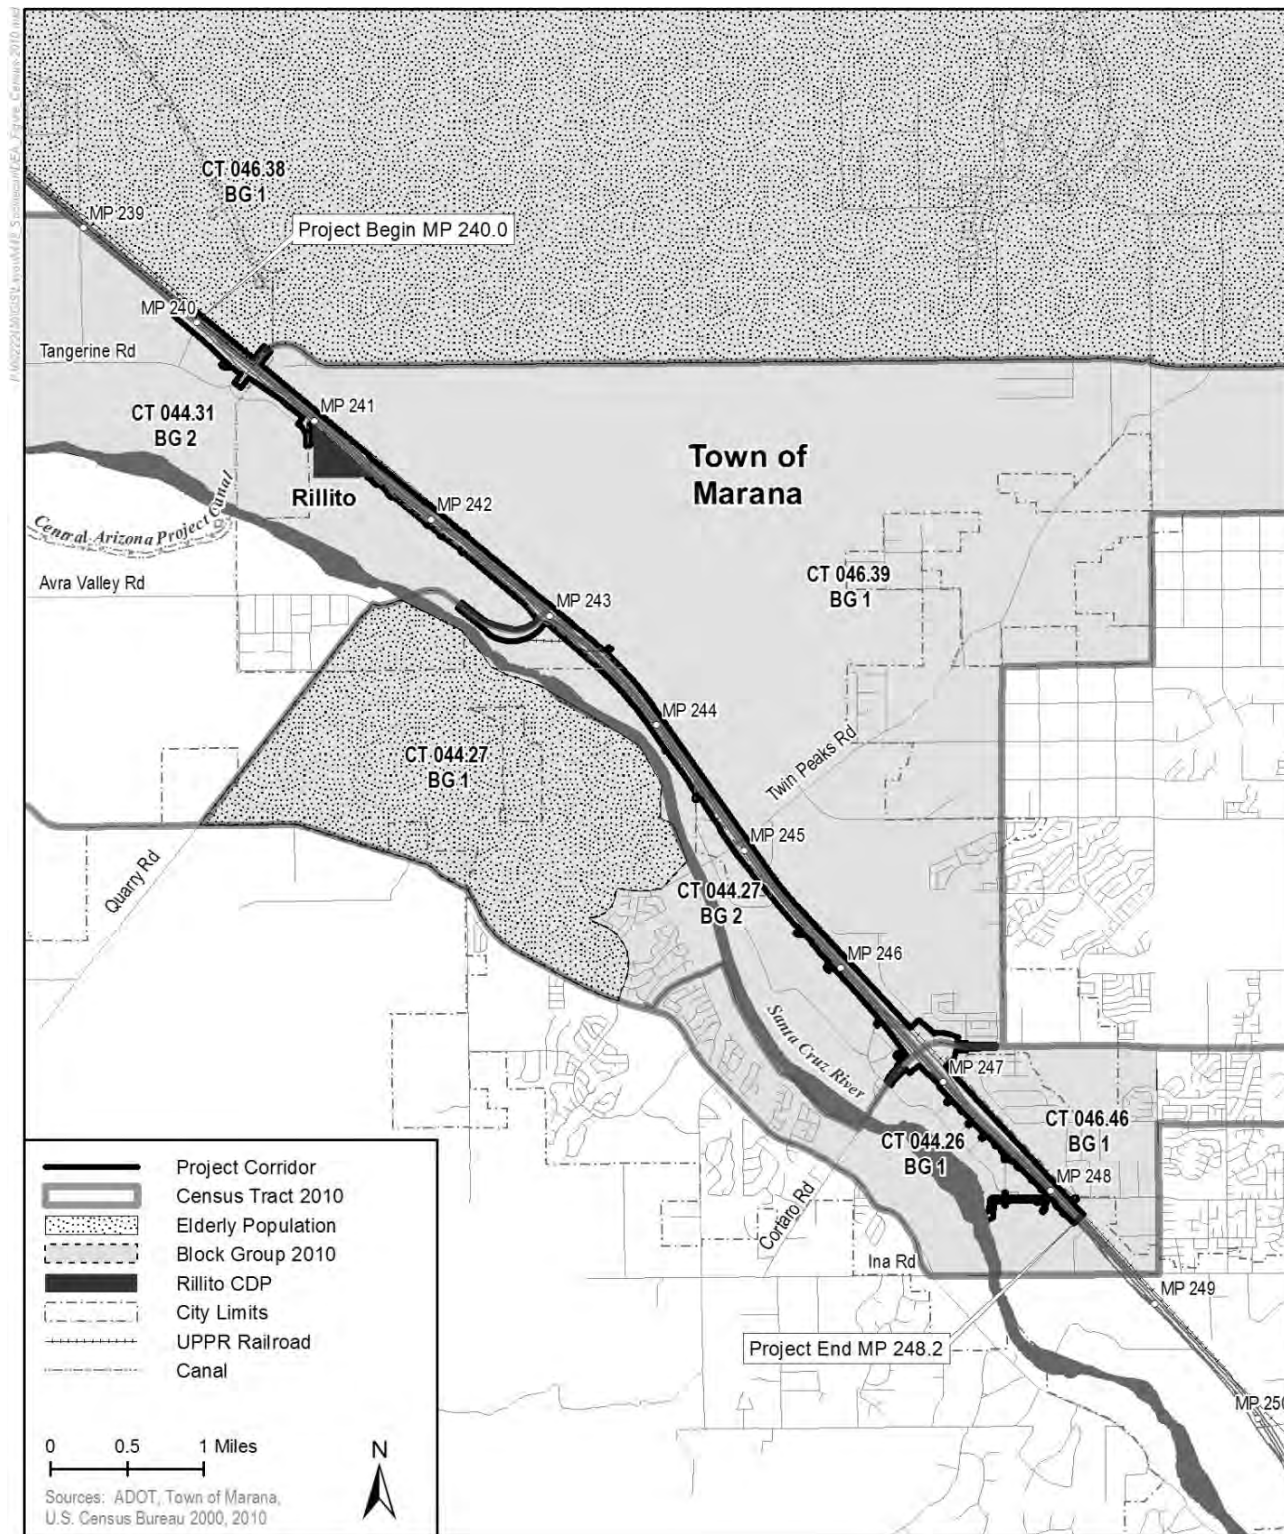 CT 046.38
BG 1
MP 239
Project Begin MP 240.0
MP 240
Tangerine Rd
MP 241
CT 044.31
BG 2
Town of
Marana
Rillito
MP 242
Central Arizona Project Canal
Avra Valley Rd
CT 046.39
BG 1
MP 243
MP 244
CT 044.27
BG 1
Twin Peaks Rd
MP 245
Quarry Rd
CT 044.27
BG 2
MP 246
Santa Cruz River
MP 247
CT 046.46
BG 1
CT 044.26
BG 1
MP 248
Cortaro Rd
Ina Rd
MP 249
Project End MP 248.2
MP 250
Project Corridor
Census Tract 2010
Elderly Population
Block Group 2010
Rillito CDP
City Limits
UPPR Railroad
Canal
0 0.5 1 Miles
N
Sources: ADOT, Town of Marana,
U.S. Census Bureau 2000, 2010